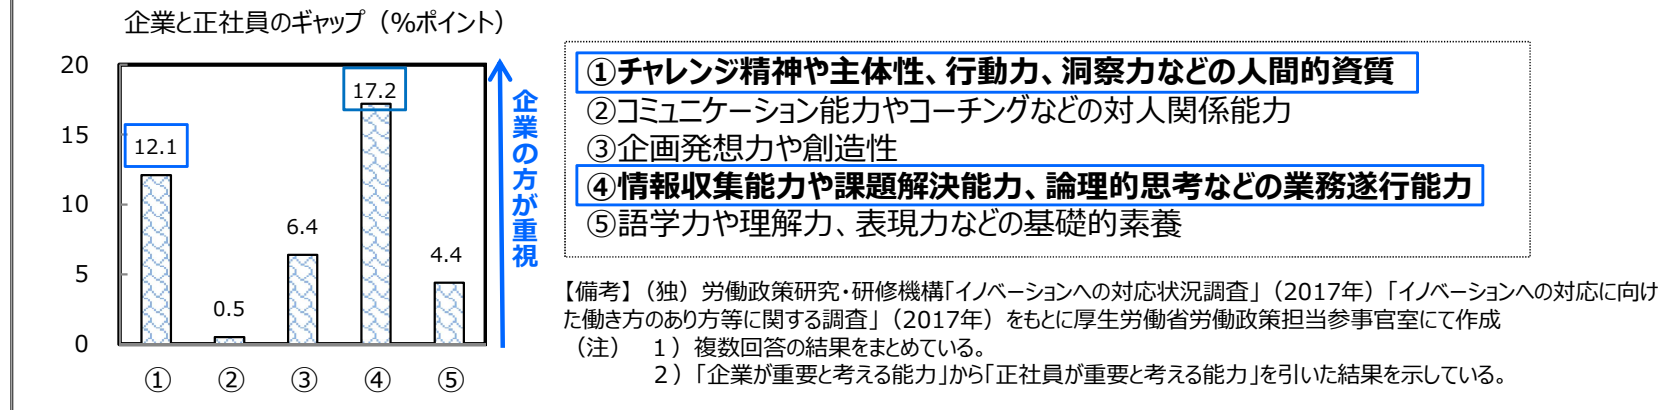 企業と正社員のギャップ（%ポイント）
20
15
10
5
0
12.1
0.5
6.4
17.2
4.4
①
②
③
④
⑤
企業の方が重視
①チャレンジ精神や主体性、行動力、洞察力などの人間的資質
②コミュニケーション能力やコーチングなどの対人関係能力
③企画発想力や創造性
④情報収集能力や課題解決能力、論理的思考などの業務遂行能力
⑤語学力や理解力、表現力などの基礎的素養
【備考】（独）労働政策研究・研修機構「イノベーションへの対応状況調査」（2017年）「イノベーションへの対応に向け
た働き方のあり方等に関する調査」（2017年）をもとに厚生労働省労働政策担当参事官室にて作成
（注）　１）複数回答の結果をまとめている。
２）「企業が重要と考える能力」から「正社員が重要と考える能力」を引いた結果を示している。